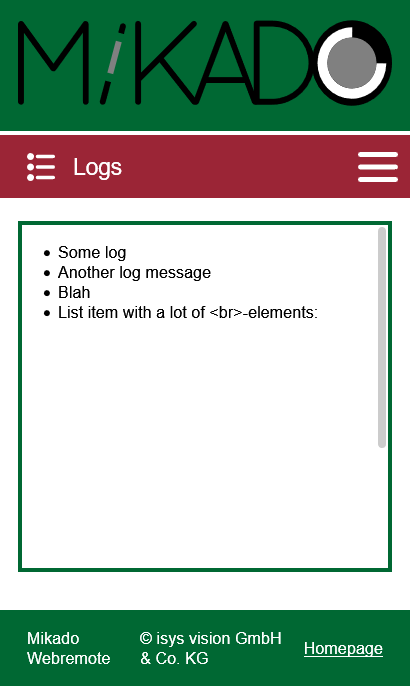 MiKADO
Logs
Some log
Another log message
Blah
List item with a lot of <br>-elements:
Mikado
Webremote
© isys vision GmbH
& Co. KG
Homepage